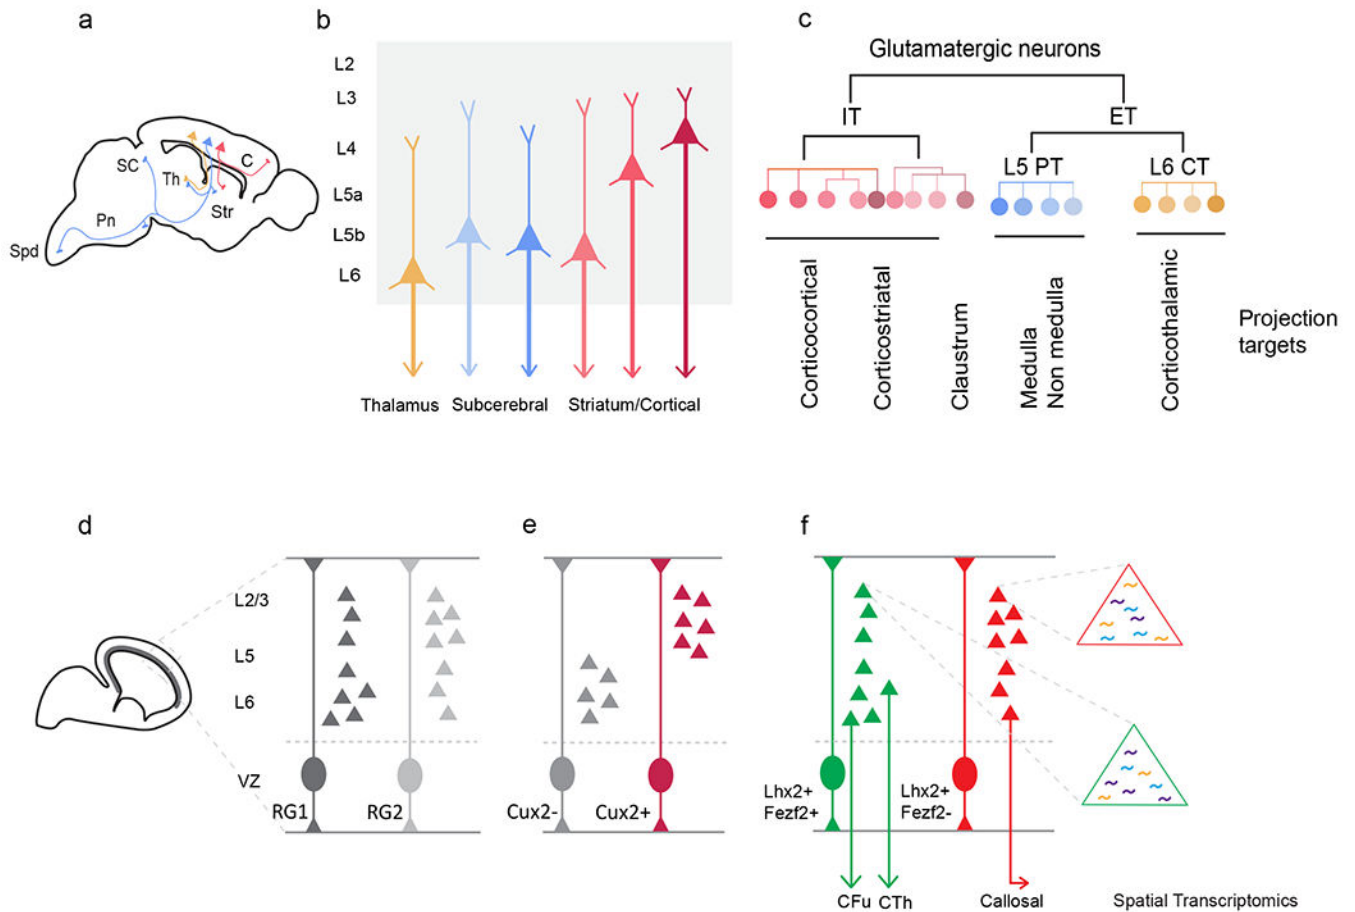 a
SC
Th
C
Str
Pn
Spd
b
L2
L3
L4
L5a
L5b
L6
Thalamus
Subcerebral
Striatum/Cortical
c
Glutamatergic neurons
IT
ET
L5 PT
L6 CT
Corticocortical
Corticostriatal
Claustrum
Medulla
Non medulla
Corticothalamic
Projection
targets
d
L2/3
L5
L6
VZ
RG1
RG2
e
Cux2-
Cux2+
f
Lhx2+
Fezf2+
Lhx2+
Fezf2-
CFu
CTh
Callosal
Spatial Transcriptomics